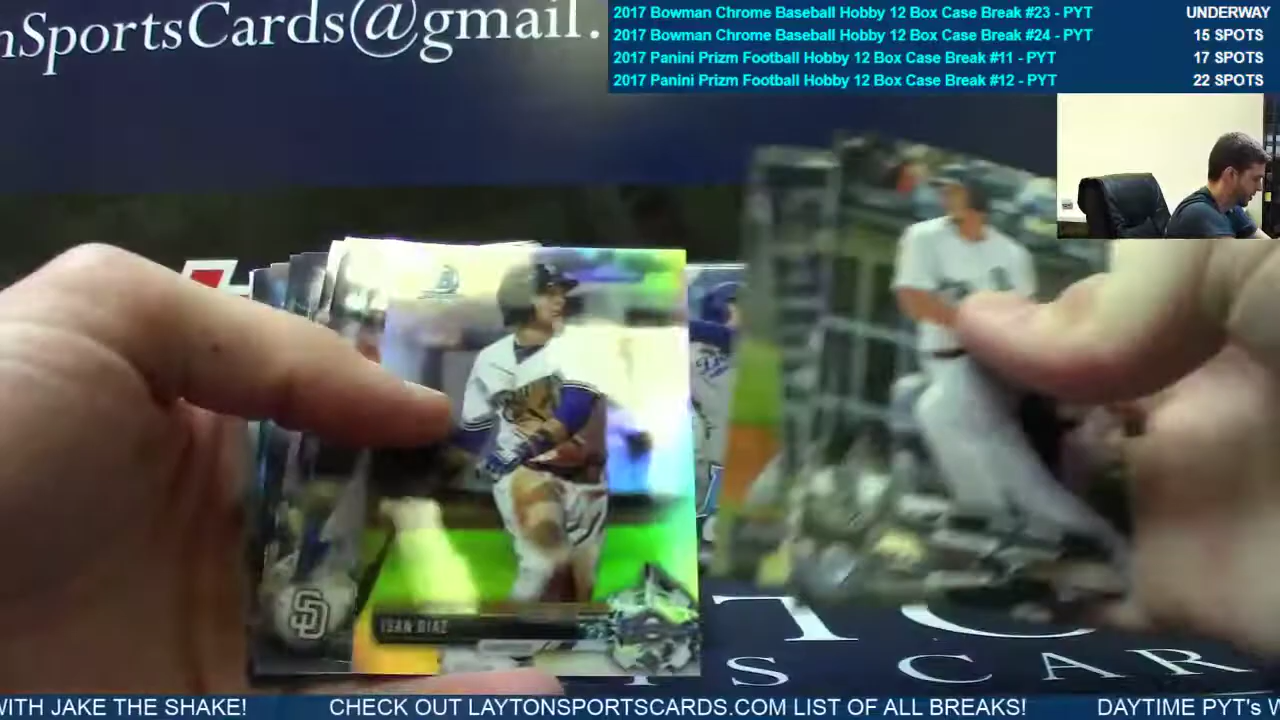 nSportsCards@gmail.
2017 Bowman Chrome Baseball Hobby 12 Box Case Break #23 - PYT UNDERWAY
2017 Bowman Chrome Baseball Hobby 12 Box Case Break #24 - PYT 15 SPOTS
2017 Panini Prizm Football Hobby 12 Box Case Break #11 - PYT 17 SPOTS
2017 Panini Prizm Football Hobby 12 Box Case Break #12 - PYT 22 SPOTS
SD
ISAN DIAZ
TO
S CAR
WITH JAKE THE SHAKE! CHECK OUT LAYTONSPORTSCARDS.COM LIST OF ALL BREAKS! DAYTIME PYT's W